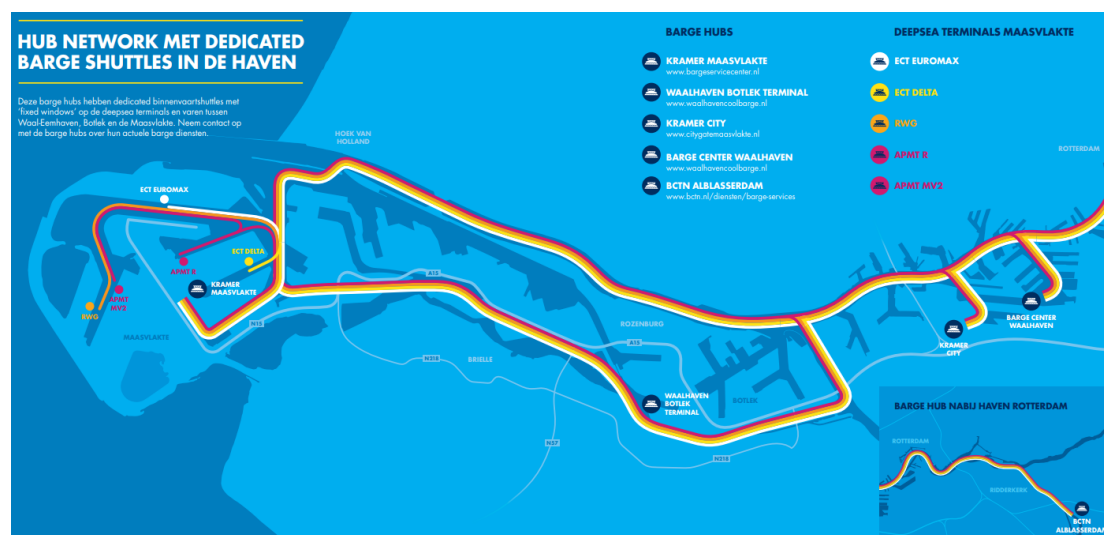 HUB NETWORK MET DEDICATED
BARGE SHUTTLES IN DE HAVEN
Deze barge hubs hebben dedicated binnenvaartshuttles met
‘fixed windows’ op de deepsea terminals en varen tussen
Waal-Eemhaven, Botlek en de Maasvlakte. Neem contact op
met de barge hubs over hun actuele barge diensten.
BARGE HUBS
KRAMER MAASVLAKTE
www.bargeservicecenter.nl
WAALHAVEN BOTLEK TERMINAL
www.waalhavencoolbarge.nl
KRAMER CITY
www.citygatemaasvlakte.nl
BARGE CENTER WAALHAVEN
www.waalhavencoolbarge.nl
BCTN ALBLASSERDAM
www.bctn.nl/diensten/barge-services
DEEPSEA TERMINALS MAASVLAKTE
ECT EUROMAX
ECT DELTA
RWG
APMT R
APMT MV2
HOEK VAN
HOLLAND
ROTTERDAM
ECT EUROMAX
ECT DELTA
APMT R
KRAMER
MAASVLAKTE
APMT
MV2
RWG
MAASVLAKTE
N15
A15
N218
BRIELLE
ROZENBURG
A15
WAALHAVEN
BOTLEK
TERMINAL
BOTLEK
N57
N218
KRAMER
CITY
BARGE CENTER
WAALHAVEN
BARGE HUB NABIJ HAVEN ROTTERDAM
ROTTERDAM
RIDDERKERK
BCTN
ALBLASSERDAM